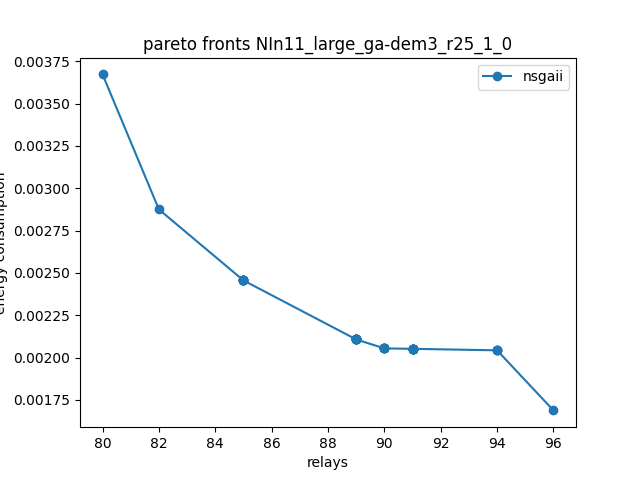 pareto fronts NIn11_large_ga-dem3_r25_1_0
nsgaii
0.00375
0.00350
0.00325
0.00300
0.00275
0.00250
0.00225
0.00200
0.00175
energy consumption
80 82 84 86 88 90 92 94 96
relays